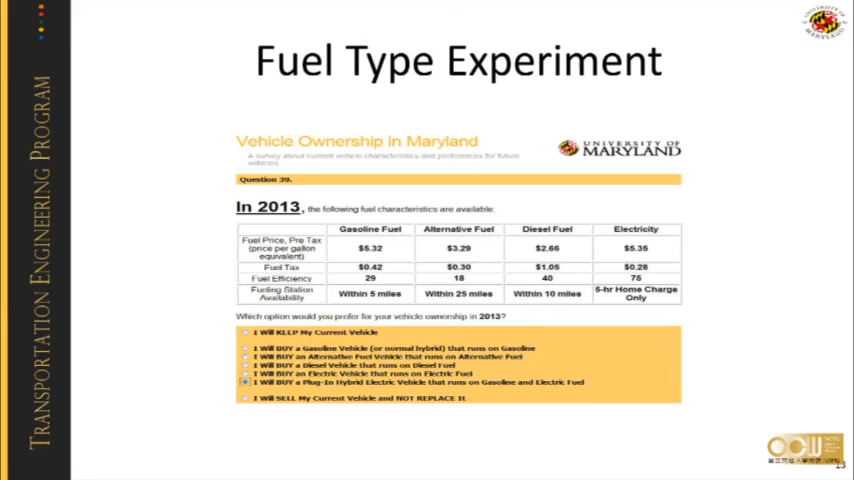 UNIVERSITY OF
MARYLAND
Fuel Type Experiment
TRANSPORTATION ENGINEERING PROGRAM
Vehicle Ownership in Maryland
A survey about current vehicle characteristics and preferences for future
vehicles.
UNIVERSITY OF
MARYLAND
Question 39.
In 2013, the following fuel characteristics are available:
Gasoline Fuel Alternative Fuel Diesel Fuel Electricity
Fuel Price, Pre Tax
(price per gallon
equivalent) $5.32 $3.29 $2.66 $5.35
Fuel Tax $0.42 $0.30 $1.05 $0.28
Fuel Efficiency 29 18 40 75
Fueling Station
Availability Within 5 miles Within 25 miles Within 10 miles 5-hr Home Charge
Only
Which option would you prefer for your vehicle ownership in 2013?
I Will KEEP My Current Vehicle
I Will BUY a Gasoline Vehicle (or normal hybrid) that runs on Gasoline
I Will BUY an Alternative Fuel Vehicle that runs on Alternative Fuel
I Will BUY a Diesel Vehicle that runs on Diesel Fuel
I Will BUY an Electric Vehicle that runs on Electric Fuel
I Will BUY a Plug-In Hybrid Electric Vehicle that runs on Gasoline and Electric Fuel
I Will SELL My Current Vehicle and NOT REPLACE It
OCW
13